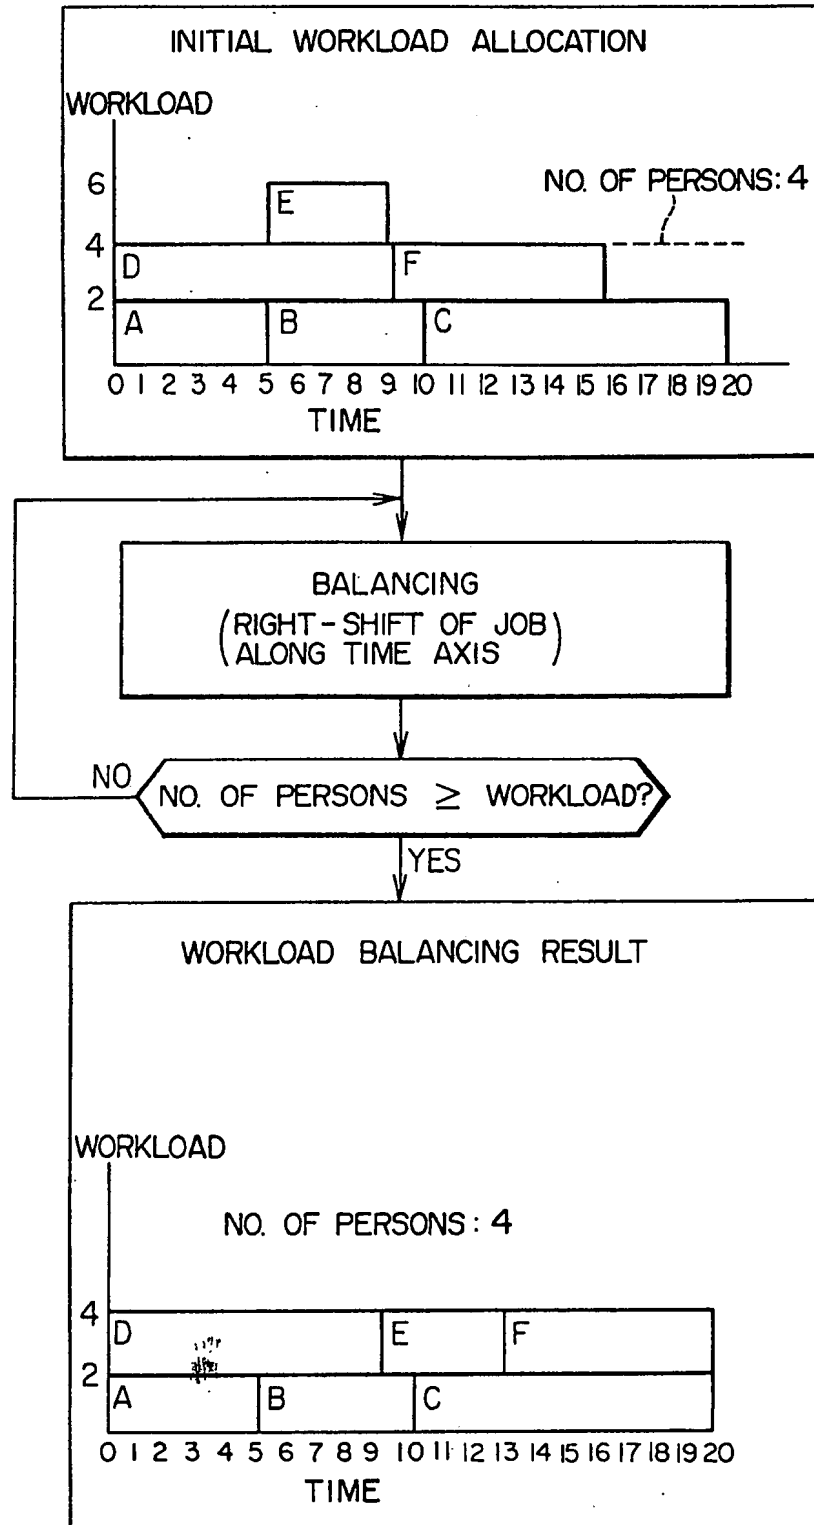 INITIAL WORKLOAD ALLOCATION
WORKLOAD
6
E
NO. OF PERSONS: 4
4
D
F
2
A
B
C
0 1 2 3 4 5 6 7 8 9 10 11 12 13 14 15 16 17 18 19 20
TIME
BALANCING
(RIGHT-SHIFT OF JOB
ALONG TIME AXIS)
NO
NO. OF PERSONS ≥ WORKLOAD?
YES
WORKLOAD BALANCING RESULT
WORKLOAD
NO. OF PERSONS: 4
4
D
E
F
2
A
B
C
0 1 2 3 4 5 6 7 8 9 10 11 12 13 14 15 16 17 18 19 20
TIME